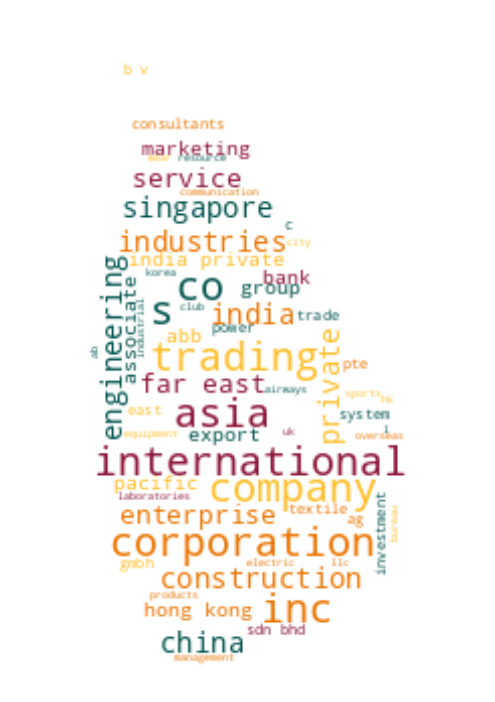 b v
consultants
marketing
wear resource
service
communication
singapore
c
industries city
india private
korea bank
co group
engineering
associate
industrial
s club india trade
power
abb
trading
private
ab
pte
far east airways
sports hk
east asia system
l
equipment export uk overseas
international
pacific company
laboratories
enterprise textile ag
investment
bureau
corporation
gmbh electric llc
construction
products
hong kong inc
sdn bhd
china
management